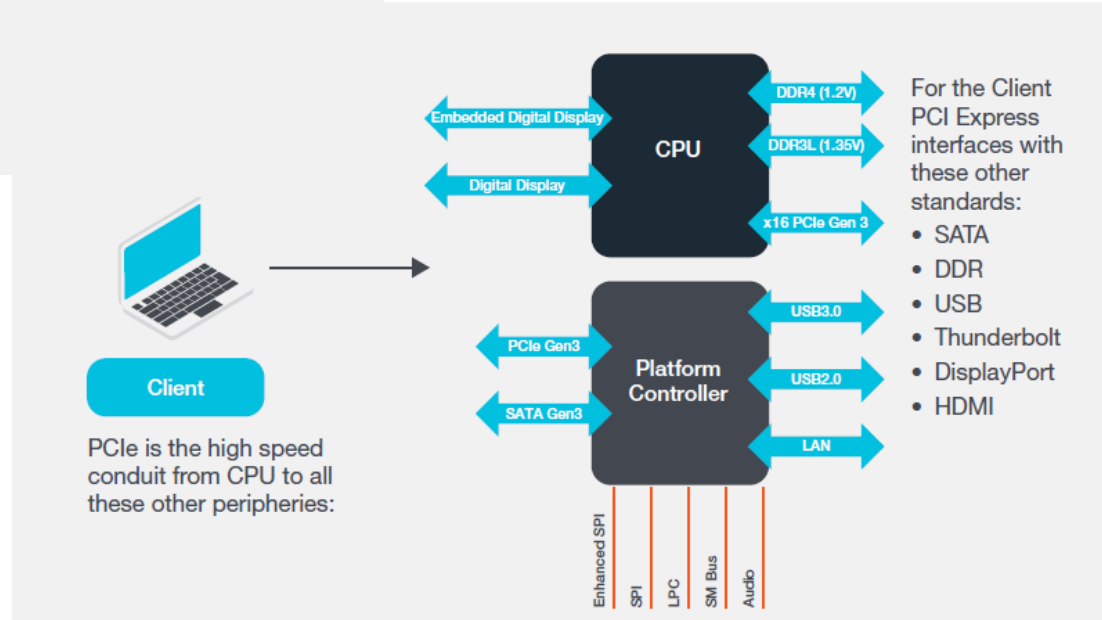 Embedded Digital Display
Digital Display
CPU
DDR4 (1.2V)
DDR3L (1.35V)
x16 PCIe Gen 3
For the Client
PCI Express
interfaces with
these other
standards:
• SATA
• DDR
• USB
• Thunderbolt
• DisplayPort
• HDMI
Client
PCIe is the high speed
conduit from CPU to all
these other peripheries:
PCIe Gen3
SATA Gen3
Platform
Controller
USB3.0
USB2.0
LAN
Enhanced SPI
SPI
LPC
SM Bus
Audio